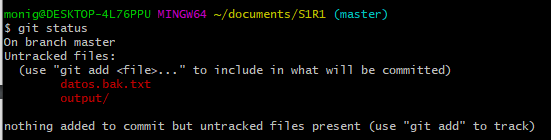 monig@DESKTOP-4L76PPU MINGW64 ~/documents/S1R1 (master)
$ git status
On branch master
Untracked files:
  (use "git add <file>..." to include in what will be committed)
        datos.bak.txt
        output/

nothing added to commit but untracked files present (use "git add" to track)